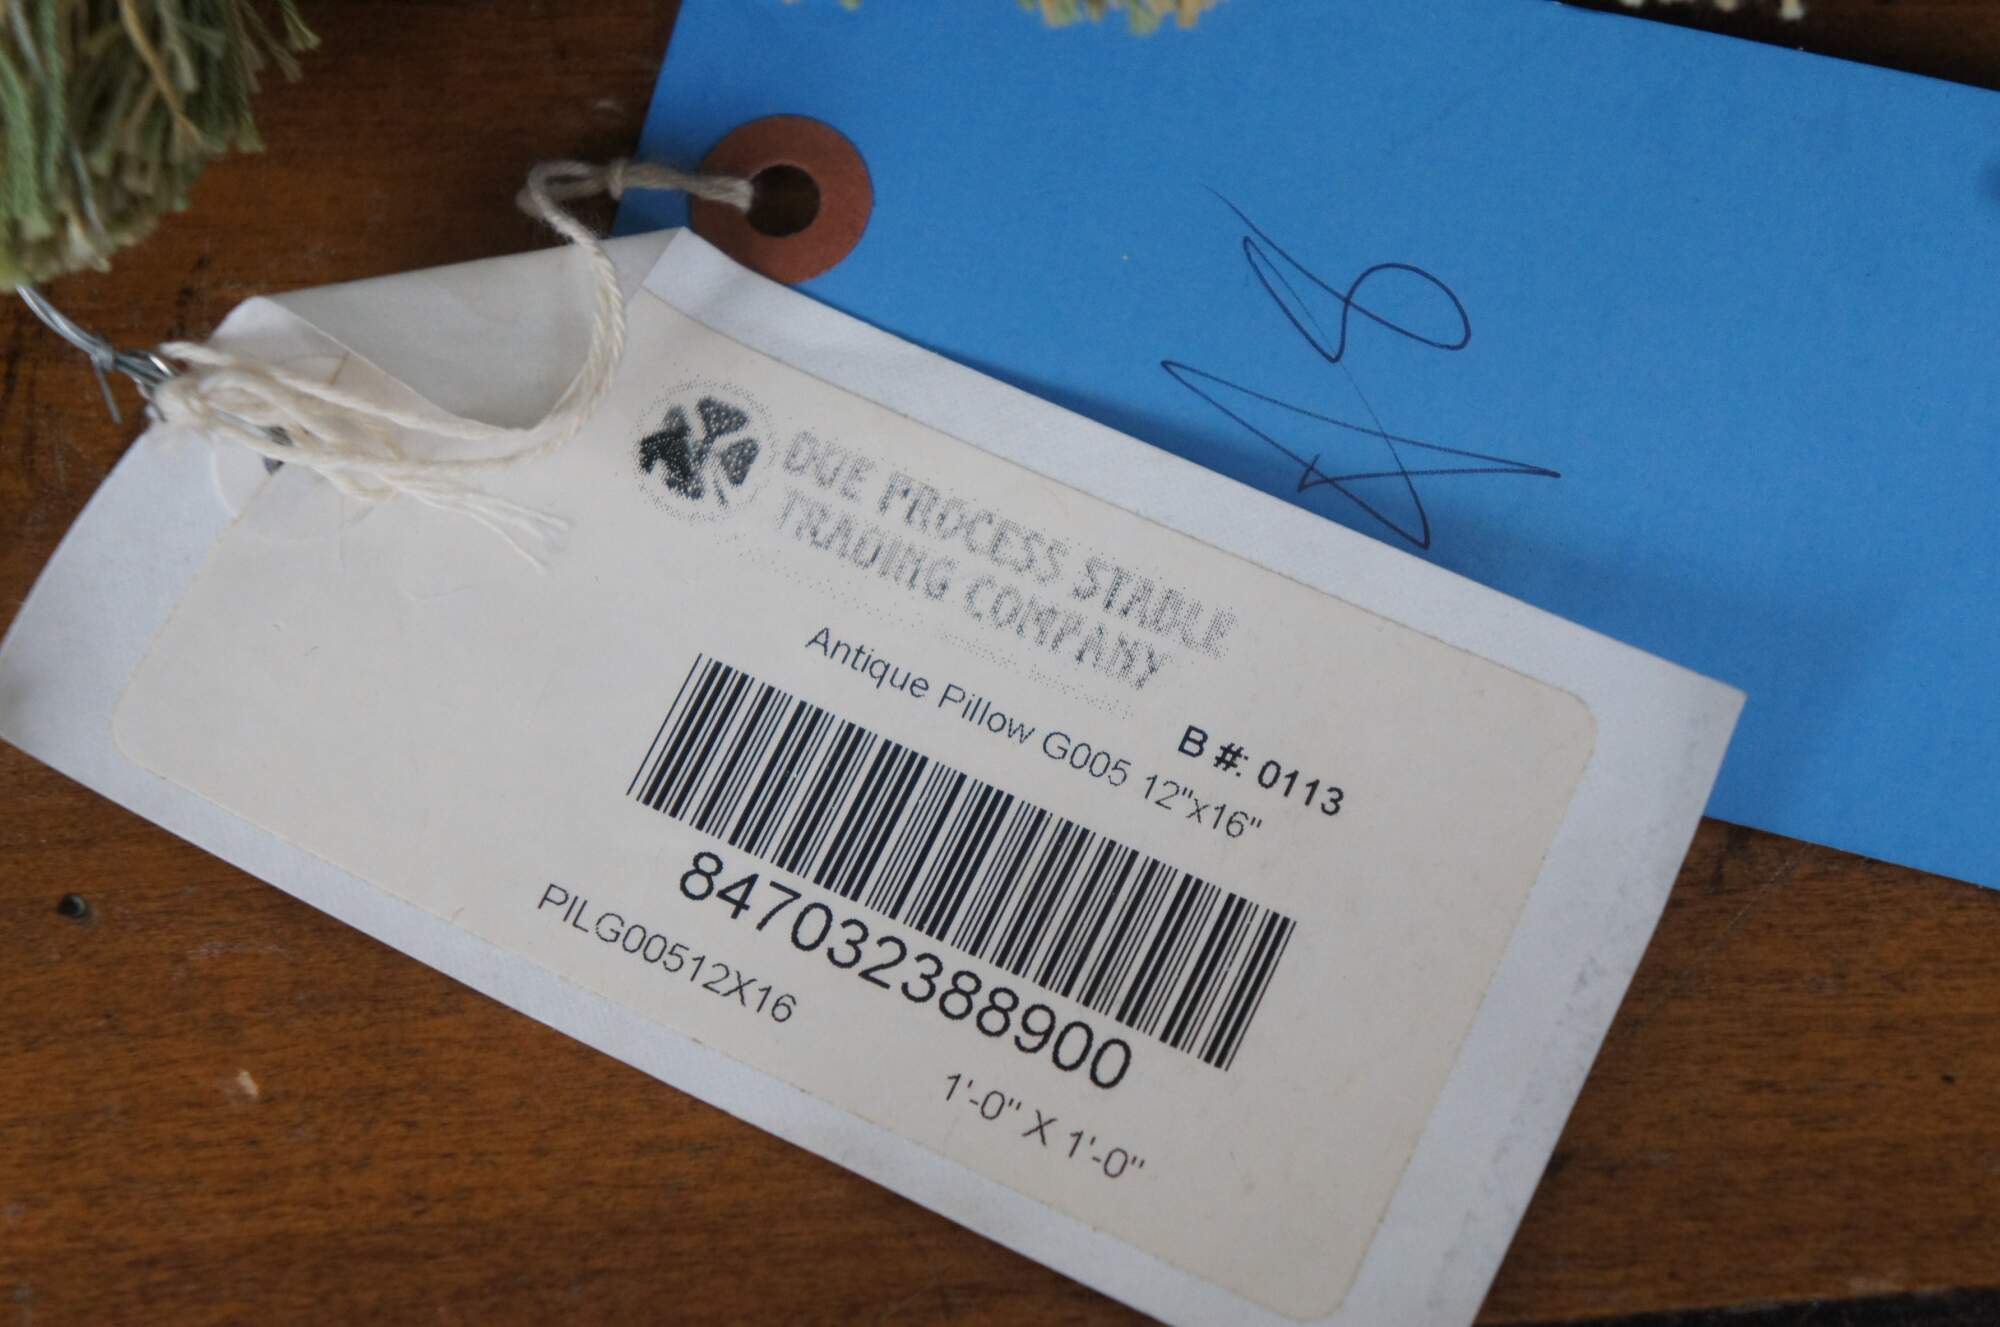 DUE PROCESS STABLE
TRADING COMPANY
B #: 0113
Antique Pillow G005 12"x16"
847032388900
PILG00512X16
1'-0" X 1'-0"